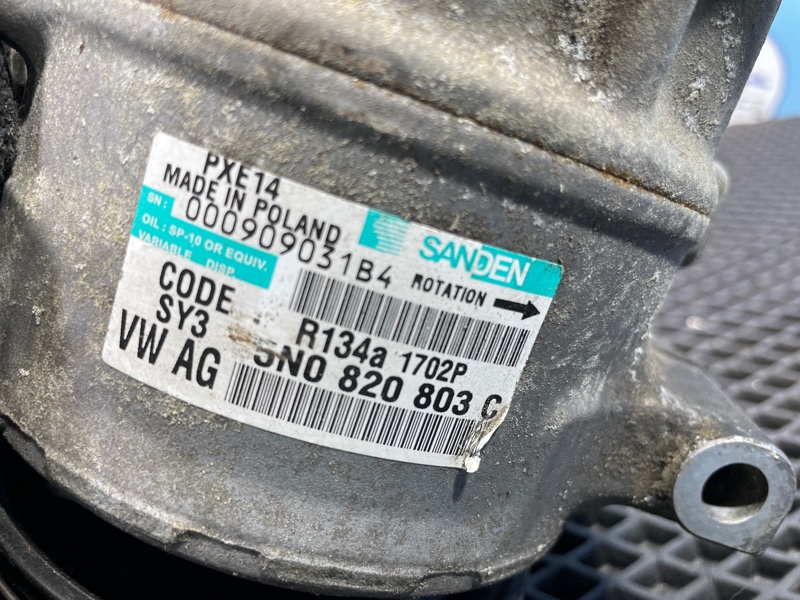 PXE14
MADE IN POLAND
SN: 000909031B4
OIL: SP-10 OR EQUIV.
VARIABLE DISP
SANDEN
ROTATION
CODE
SY3
R134a 1702P
VW AG
5N0 820 803 C